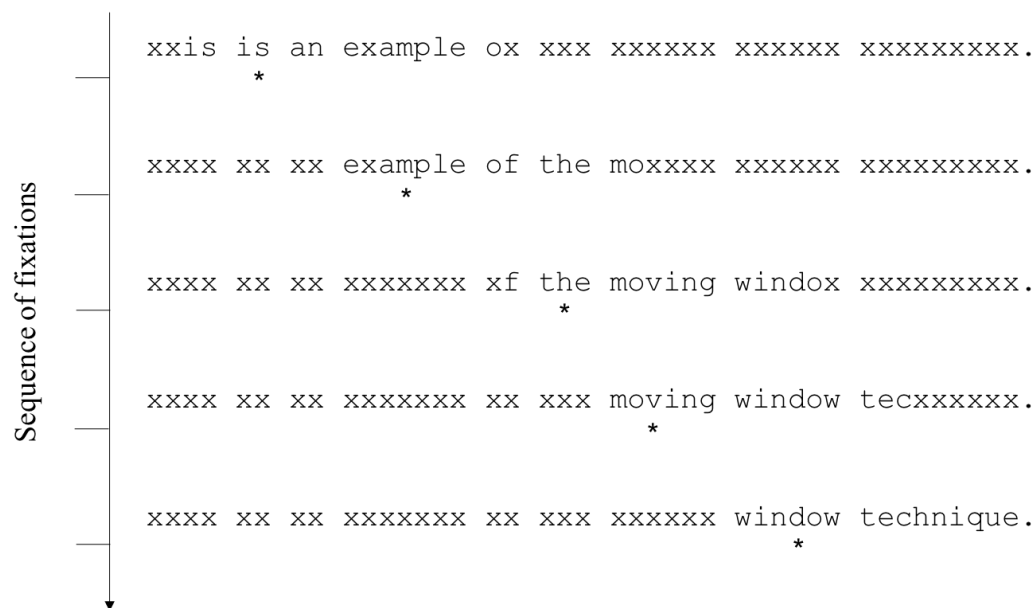 Sequence of fixations
xxis is an example ox xxx xxxxxx xxxxxx xxxxxxxxx.
*
xxxx xx xx example of the moxxxx xxxxxx xxxxxxxxx.
*
xxxx xx xx xxxxxxx xf the moving windox xxxxxxxxx.
*
xxxx xx xx xxxxxxx xx xxx moving window tecxxxxxx.
*
xxxx xx xx xxxxxxx xx xxx xxxxxx window technique.
*